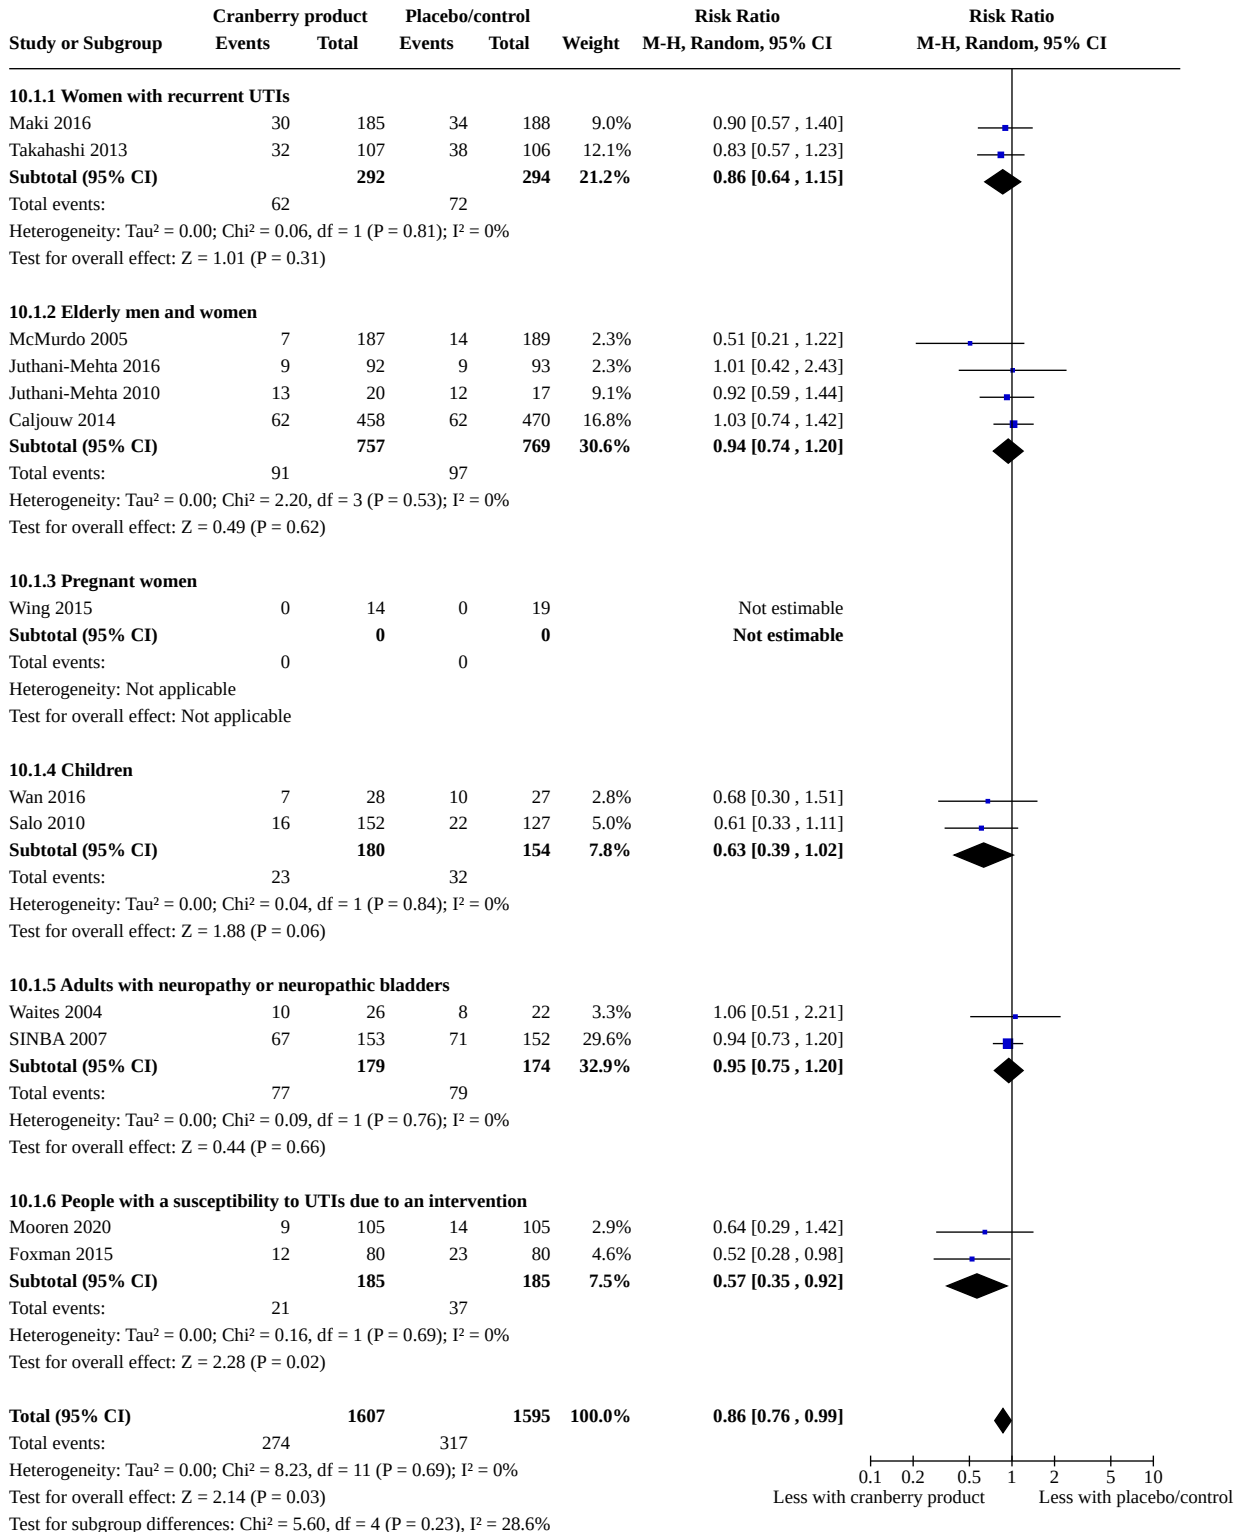 Cranberry product Placebo/control Risk Ratio Risk Ratio
Study or Subgroup Events Total Events Total Weight M-H, Random, 95% CI M-H, Random, 95% CI
10.1.1 Women with recurrent UTIs
Maki 2016 30 185 34 188 9.0% 0.90 [0.57 , 1.40]
Takahashi 2013 32 107 38 106 12.1% 0.83 [0.57 , 1.23]
Subtotal (95% CI) 292 294 21.2% 0.86 [0.64 , 1.15]
Total events: 62 72
Heterogeneity: Tau² = 0.00; Chi² = 0.06, df = 1 (P = 0.81); I² = 0%
Test for overall effect: Z = 1.01 (P = 0.31)
10.1.2 Elderly men and women
McMurdo 2005 7 187 14 189 2.3% 0.51 [0.21 , 1.22]
Juthani-Mehta 2016 9 92 9 93 2.3% 1.01 [0.42 , 2.43]
Juthani-Mehta 2010 13 20 12 17 9.1% 0.92 [0.59 , 1.44]
Caljouw 2014 62 458 62 470 16.8% 1.03 [0.74 , 1.42]
Subtotal (95% CI) 757 769 30.6% 0.94 [0.74 , 1.20]
Total events: 91 97
Heterogeneity: Tau² = 0.00; Chi² = 2.20, df = 3 (P = 0.53); I² = 0%
Test for overall effect: Z = 0.49 (P = 0.62)
10.1.3 Pregnant women
Wing 2015 0 14 0 19 Not estimable
Subtotal (95% CI) 0 0 Not estimable
Total events: 0 0
Heterogeneity: Not applicable
Test for overall effect: Not applicable
10.1.4 Children
Wan 2016 7 28 10 27 2.8% 0.68 [0.30 , 1.51]
Salo 2010 16 152 22 127 5.0% 0.61 [0.33 , 1.11]
Subtotal (95% CI) 180 154 7.8% 0.63 [0.39 , 1.02]
Total events: 23 32
Heterogeneity: Tau² = 0.00; Chi² = 0.04, df = 1 (P = 0.84); I² = 0%
Test for overall effect: Z = 1.88 (P = 0.06)
10.1.5 Adults with neuropathy or neuropathic bladders
Waites 2004 10 26 8 22 3.3% 1.06 [0.51 , 2.21]
SINBA 2007 67 153 71 152 29.6% 0.94 [0.73 , 1.20]
Subtotal (95% CI) 179 174 32.9% 0.95 [0.75 , 1.20]
Total events: 77 79
Heterogeneity: Tau² = 0.00; Chi² = 0.09, df = 1 (P = 0.76); I² = 0%
Test for overall effect: Z = 0.44 (P = 0.66)
10.1.6 People with a susceptibility to UTIs due to an intervention
Mooren 2020 9 105 14 105 2.9% 0.64 [0.29 , 1.42]
Foxman 2015 12 80 23 80 4.6% 0.52 [0.28 , 0.98]
Subtotal (95% CI) 185 185 7.5% 0.57 [0.35 , 0.92]
Total events: 21 37
Heterogeneity: Tau² = 0.00; Chi² = 0.16, df = 1 (P = 0.69); I² = 0%
Test for overall effect: Z = 2.28 (P = 0.02)
Total (95% CI) 1607 1595 100.0% 0.86 [0.76 , 0.99]
Total events: 274 317
Heterogeneity: Tau² = 0.00; Chi² = 8.23, df = 11 (P = 0.69); I² = 0%
0.1 0.2 0.5 1 2 5 10
Test for overall effect: Z = 2.14 (P = 0.03) Less with cranberry product Less with placebo/control
Test for subgroup differences: Chi² = 5.60, df = 4 (P = 0.23), I² = 28.6%